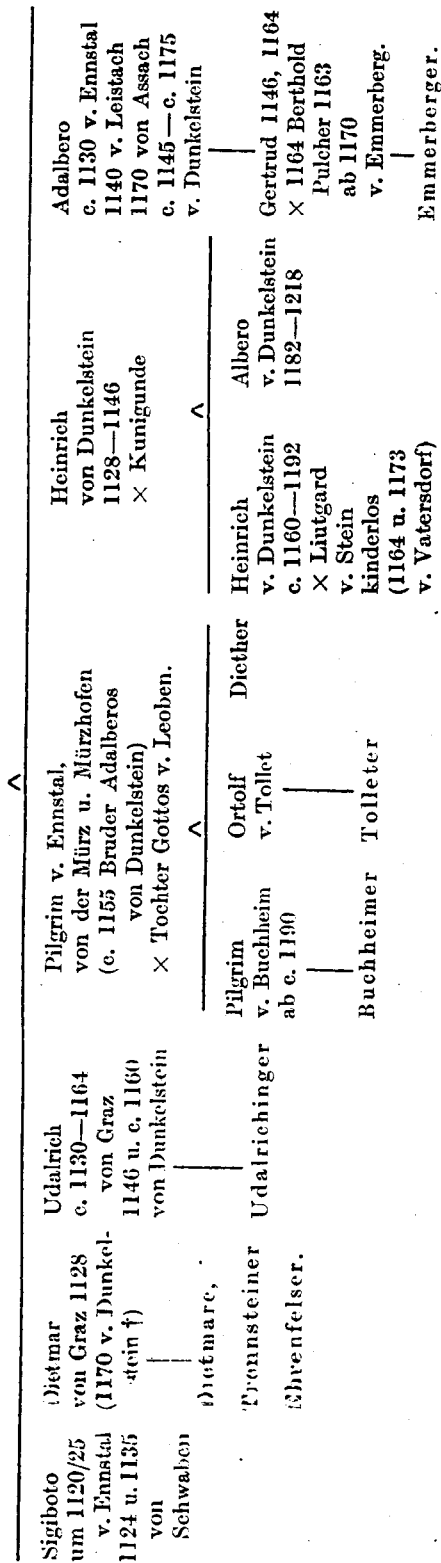 Sigiboto
um 1120/25
v. Ennstal
1124 u. 1135
von
Schwaben
Dietmar
von Graz 1128
(1170 v. Dunkel-
stein †)
Dietmare,
Trennsteiner
Ehrenfelser.
Udalrich
c. 1130—1164
von Graz
1146 u. c. 1160
von Dunkelstein
Udalrichinger
Pilgrim v. Ennstal,
von der Mürz u. Mürzhofen
(c. 1155 Bruder Adalberos
von Dunkelstein)
× Tochter Gottos v. Leoben.
Pilgrim
v. Buchheim
ab c. 1190
Buchheimer
Ortolf
v. Tollet
Tolleter
Diether
Heinrich
von Dunkelstein
1128—1146
× Kunigunde
Heinrich
v. Dunkelstein
c. 1160—1192
× Liutgard
v. Stein
kinderlos
(1164 u. 1173
v. Vatersdorf)
Albero
v. Dunkelstein
1182—1218
Adalbero
c. 1130 v. Ennstal
1140 v. Leistach
1170 von Assach
c. 1145—c. 1175
v. Dunkelstein
Gertrud 1146, 1164
× 1164 Berthold
Pulcher 1163
ab 1170
v. Emmerberg.
Emmerberger.